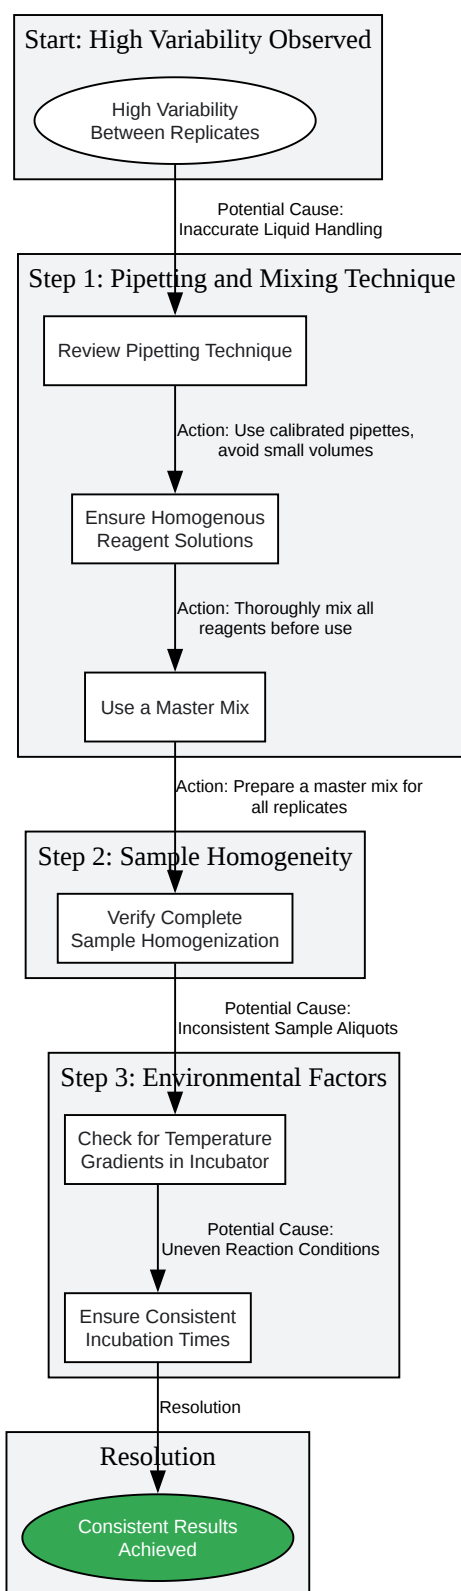 Start: High Variability Observed
High Variability
Between Replicates
Potential Cause:
Inaccurate Liquid Handling
Step 1: Pipetting and Mixing Technique
Review Pipetting Technique
Action: Use calibrated pipettes,
avoid small volumes
Ensure Homogenous
Reagent Solutions
Action: Thoroughly mix all
reagents before use
Use a Master Mix
Action: Prepare a master mix for
all replicates
Step 2: Sample Homogeneity
Verify Complete
Sample Homogenization
Potential Cause:
Inconsistent Sample Aliquots
Step 3: Environmental Factors
Check for Temperature
Gradients in Incubator
Potential Cause:
Uneven Reaction Conditions
Ensure Consistent
Incubation Times
Resolution
Resolution
Consistent Results
Achieved